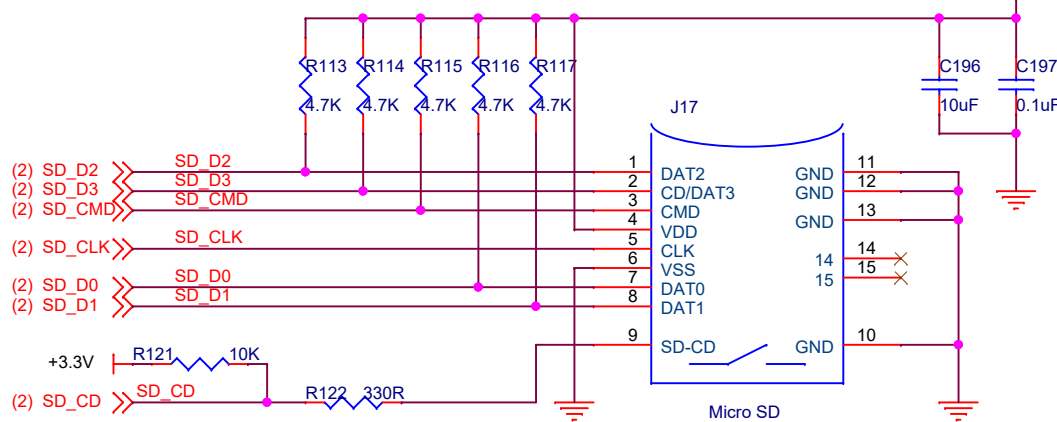 R113 R114 R115 R116 R117
4.7K 4.7K 4.7K 4.7K 4.7K
C196 C197
10uF 0.1uF
J17
(2) SD_D2 SD_D2 1 DAT2 GND 11
(2) SD_D3 SD_D3 2 CD/DAT3 GND 12
(2) SD_CMD SD_CMD 3 CMD
4 VDD GND 13
(2) SD_CLK SD_CLK 5 CLK
6 VSS 14 14
(2) SD_D0 SD_D0 7 DAT0 15 15
(2) SD_D1 SD_D1 8 DAT1
+3.3V R121 10K 9 SD-CD GND 10
(2) SD_CD SD_CD R122 330R
Micro SD